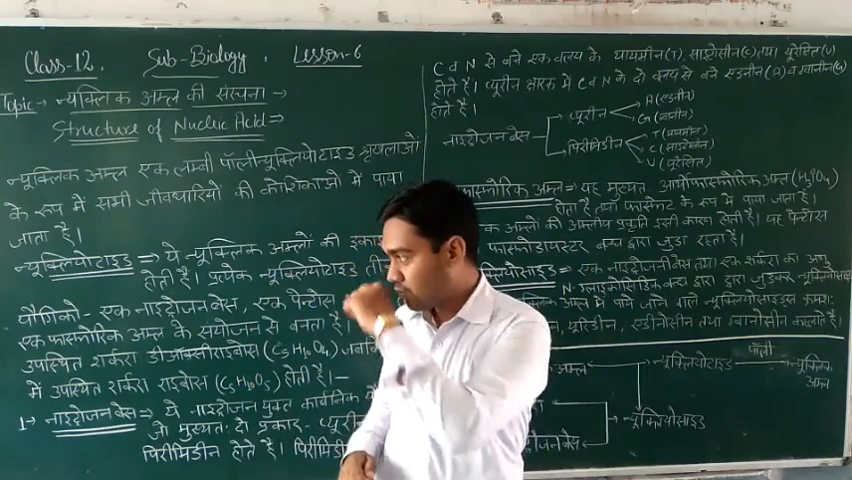 Class-12. Sub-Biology. Lesson-6
Topic→ न्यूक्लिक अम्ल की संरचना -
Structure of Nucleic Acid ⇒
न्यूक्लिक अम्ल एक लम्बी पॉलीन्यूक्लियोटाइड श्रृंखलाओं
के रूप में सभी जीवधारियों की कोशिकाओं में पाया
जाता है।
न्यूक्लियोटाइड ⇒ ये न्यूक्लिक अम्लों की
होती हैं। प्रत्येक न्यूक्लियोटाइड
यौगिको- एक नाइट्रोजन बेस, एक पेन्टोस
एक फास्फोरिक अम्ल के संयोजन से बनता है।
उपस्थित शर्करा डीऑक्सीराइबोस (C5H10O4)
में उपस्थित शर्करा राइबोस (C5H10O5) होती है।-
1→ नाइट्रोजन बेस ⇒ ये नाइट्रोजन युक्त कार्बनिक
जो मुख्यतः दो प्रकार-
पिरीमिडीन होते हैं।
C व N से बने एक वलय के थायमीन(T), साइटोसीन(C) तथा यूरेसिल(U)
होते हैं। प्यूरीन क्षारक में C व N के दो वलय से बने एडनीन(A) व ग्वानीन(G)
होते हैं।
नाइट्रोजन बेस
प्यूरीन
A (एडनीन)
G (ग्वानीन)
पिरिमिडीन
T (थायमीन)
C (साइटोसीन)
U (यूरेसिल)
फास्फोरिक अम्ल ⇒ यह मुख्यतः आर्थोफास्फोरिक अम्ल (H3PO4)
होता है तथा फास्फेट के रूप में पाया जाता है।
अम्लों की अम्लीय प्रकृति इसी कारण होती है। यह पेन्टोस
फास्फोडायस्टर बन्ध द्वारा जुड़ा रहता है।
⇒ एक नाइट्रोजनी बेस तथा एक शर्करा का अणु
N-ग्लाइकोसिडिक बन्ध द्वारा जुड़कर न्यूक्लियोसाइड
अम्ल में पाये जाने वाले न्यूक्लियोसाइड्स क्रमशः
यूरिडीन, एडीनोसीन तथा ग्वानोसीन कहलाते हैं।
अम्ल
न्यूक्लियोटाइड
पॉली
न्यूक्लिक
अम्ल
न्यूक्लियोसाइड